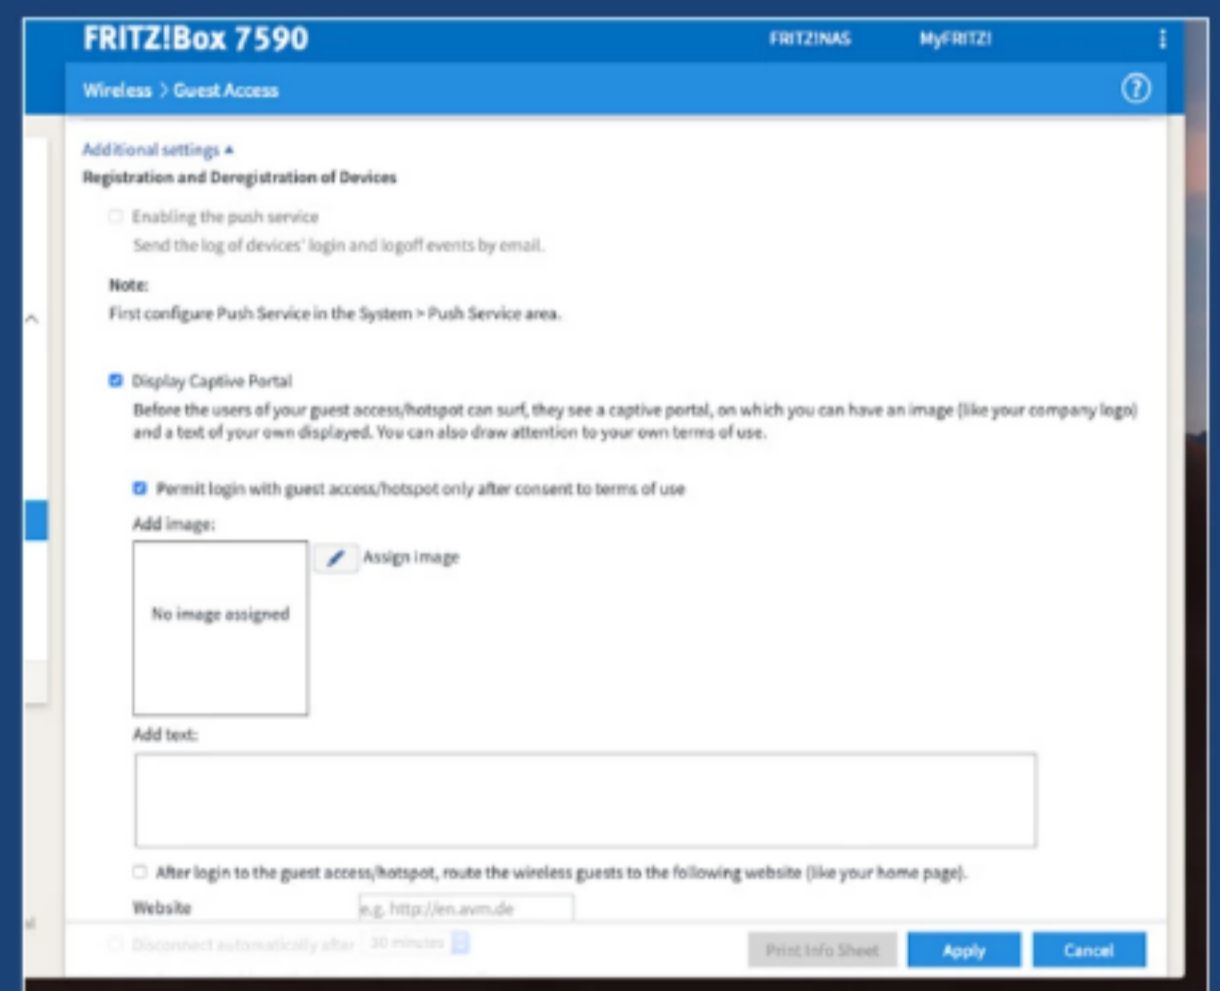 FRITZ!Box 7590
FRITZ!NAS
MyFRITZ!
Wireless > Guest Access
?
Additional settings
Registration and Deregistration of Devices
Enabling the push service
Send the log of devices' login and logoff events by email.
Note:
First configure Push Service in the System > Push Service area.
Display Captive Portal
Before the users of your guest access/hotspot can surf, they see a captive portal, on which you can have an image (like your company logo)
and a text of your own displayed. You can also draw attention to your own terms of use.
Permit login with guest access/hotspot only after consent to terms of use
Add image:
Assign image
No image assigned
Add text:
After login to the guest access/hotspot, route the wireless guests to the following website (like your home page).
Website
e.g. http://en.avm.de
Disconnect automatically after
30 minutes
Print Info Sheet
Apply
Cancel